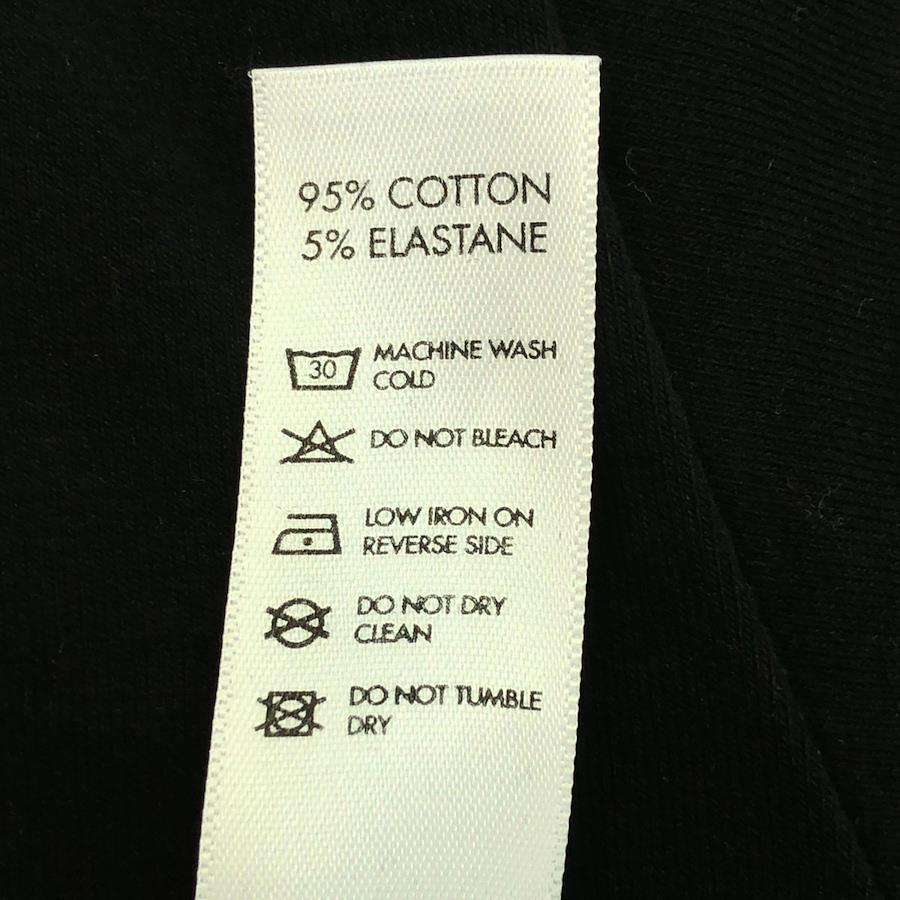 95% COTTON
5% ELASTANE
30
MACHINE WASH
COLD
DO NOT BLEACH
LOW IRON ON
REVERSE SIDE
DO NOT DRY
CLEAN
DO NOT TUMBLE
DRY